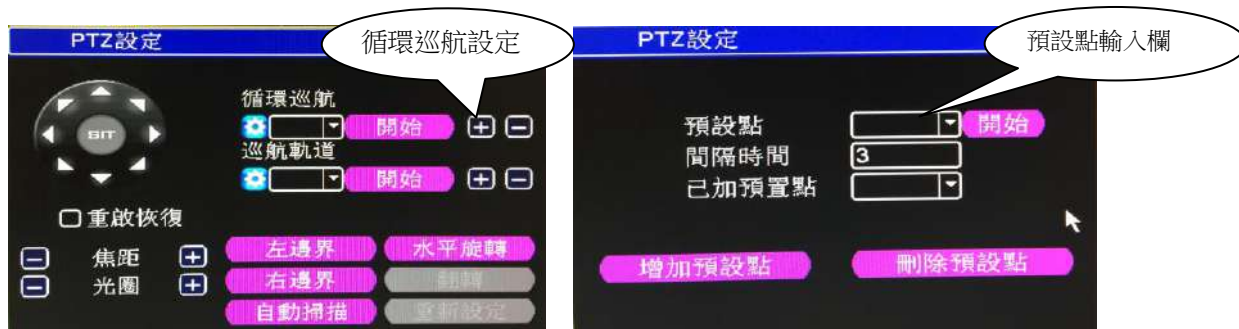 PTZ設定
循環巡航設定
循環巡航
開始
巡航軌道
開始
SIT
重啟恢復
焦距
光圈
左邊界
水平旋轉
右邊界
翻轉
自動掃描
重新設定
PTZ設定
預設點輸入欄
預設點
開始
間隔時間
3
已加預置點
增加預設點
刪除預設點